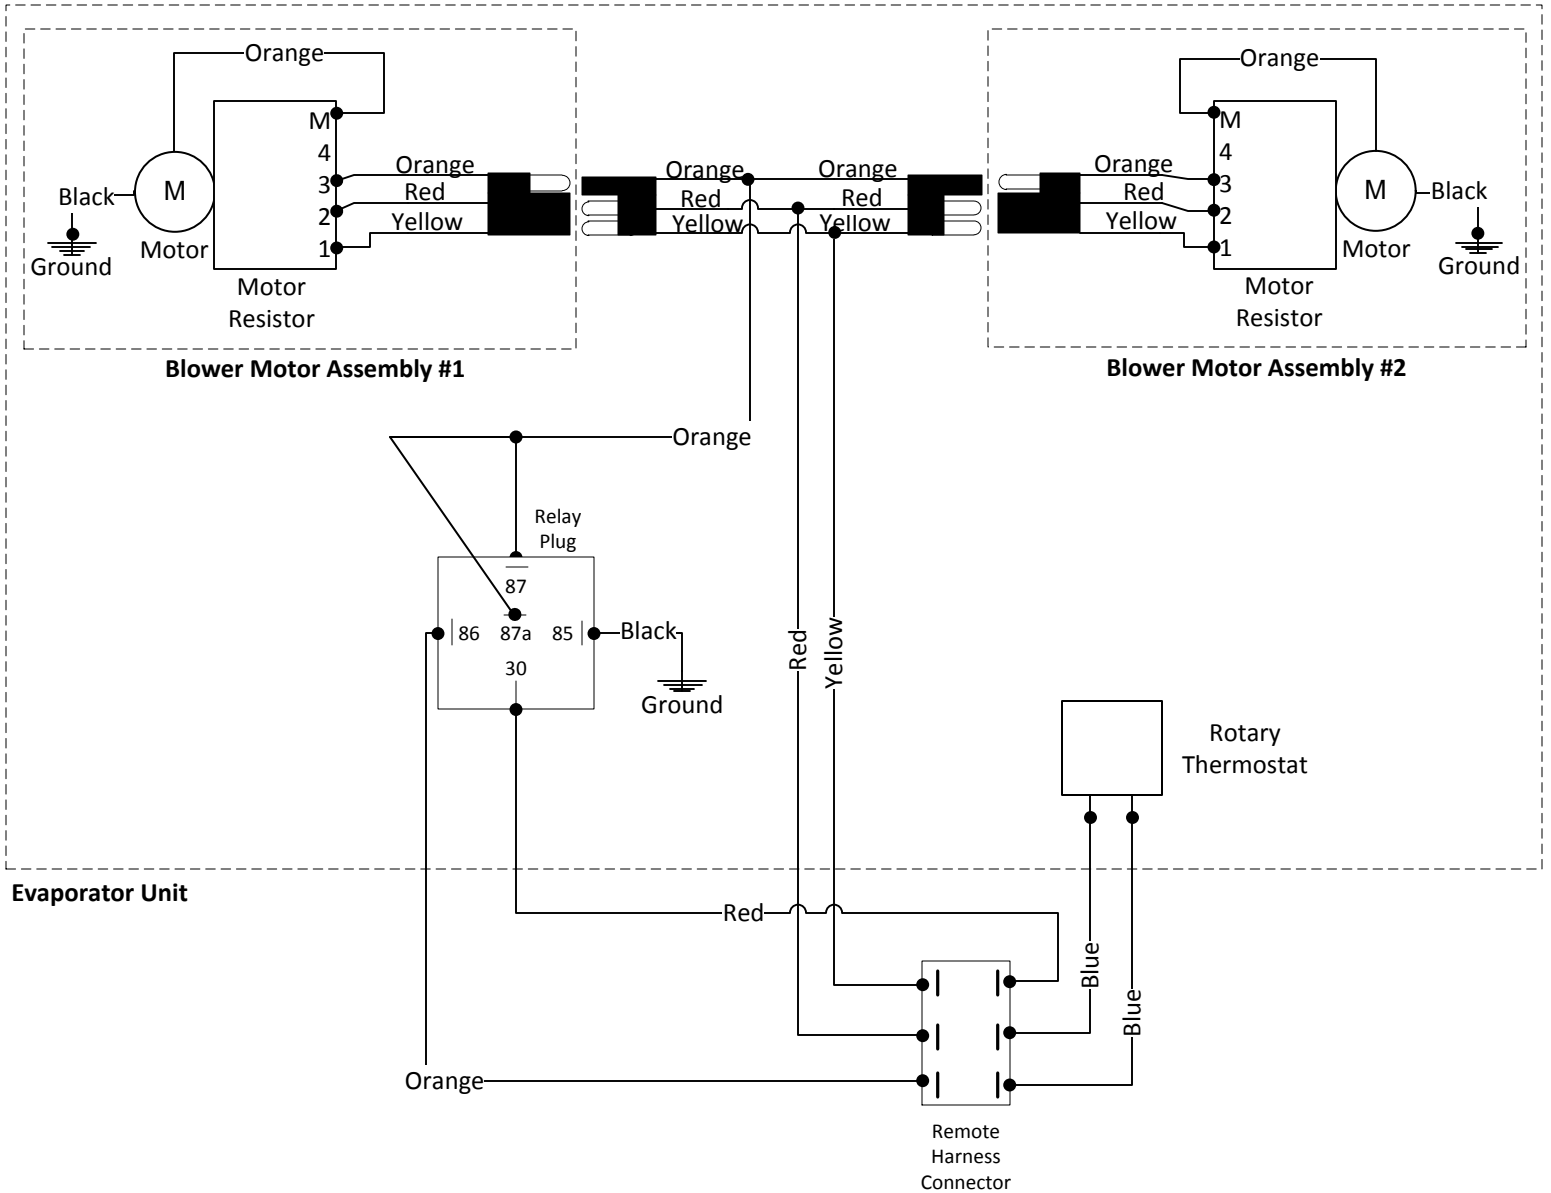 Orange
M
4
3
2
1
Orange
Red
Yellow
Black
M
Motor
Ground
Motor
Resistor
Blower Motor Assembly #1
Orange
Red
Yellow
Orange
Red
Yellow
Orange
M
4
3
2
1
Orange
Red
Yellow
M
Black
Motor
Ground
Motor
Resistor
Blower Motor Assembly #2
Orange
Relay
Plug
87
86 87a 85
30
Black
Ground
Red
Yellow
Rotary
Thermostat
Evaporator Unit
Red
Blue
Blue
Orange
Remote
Harness
Connector